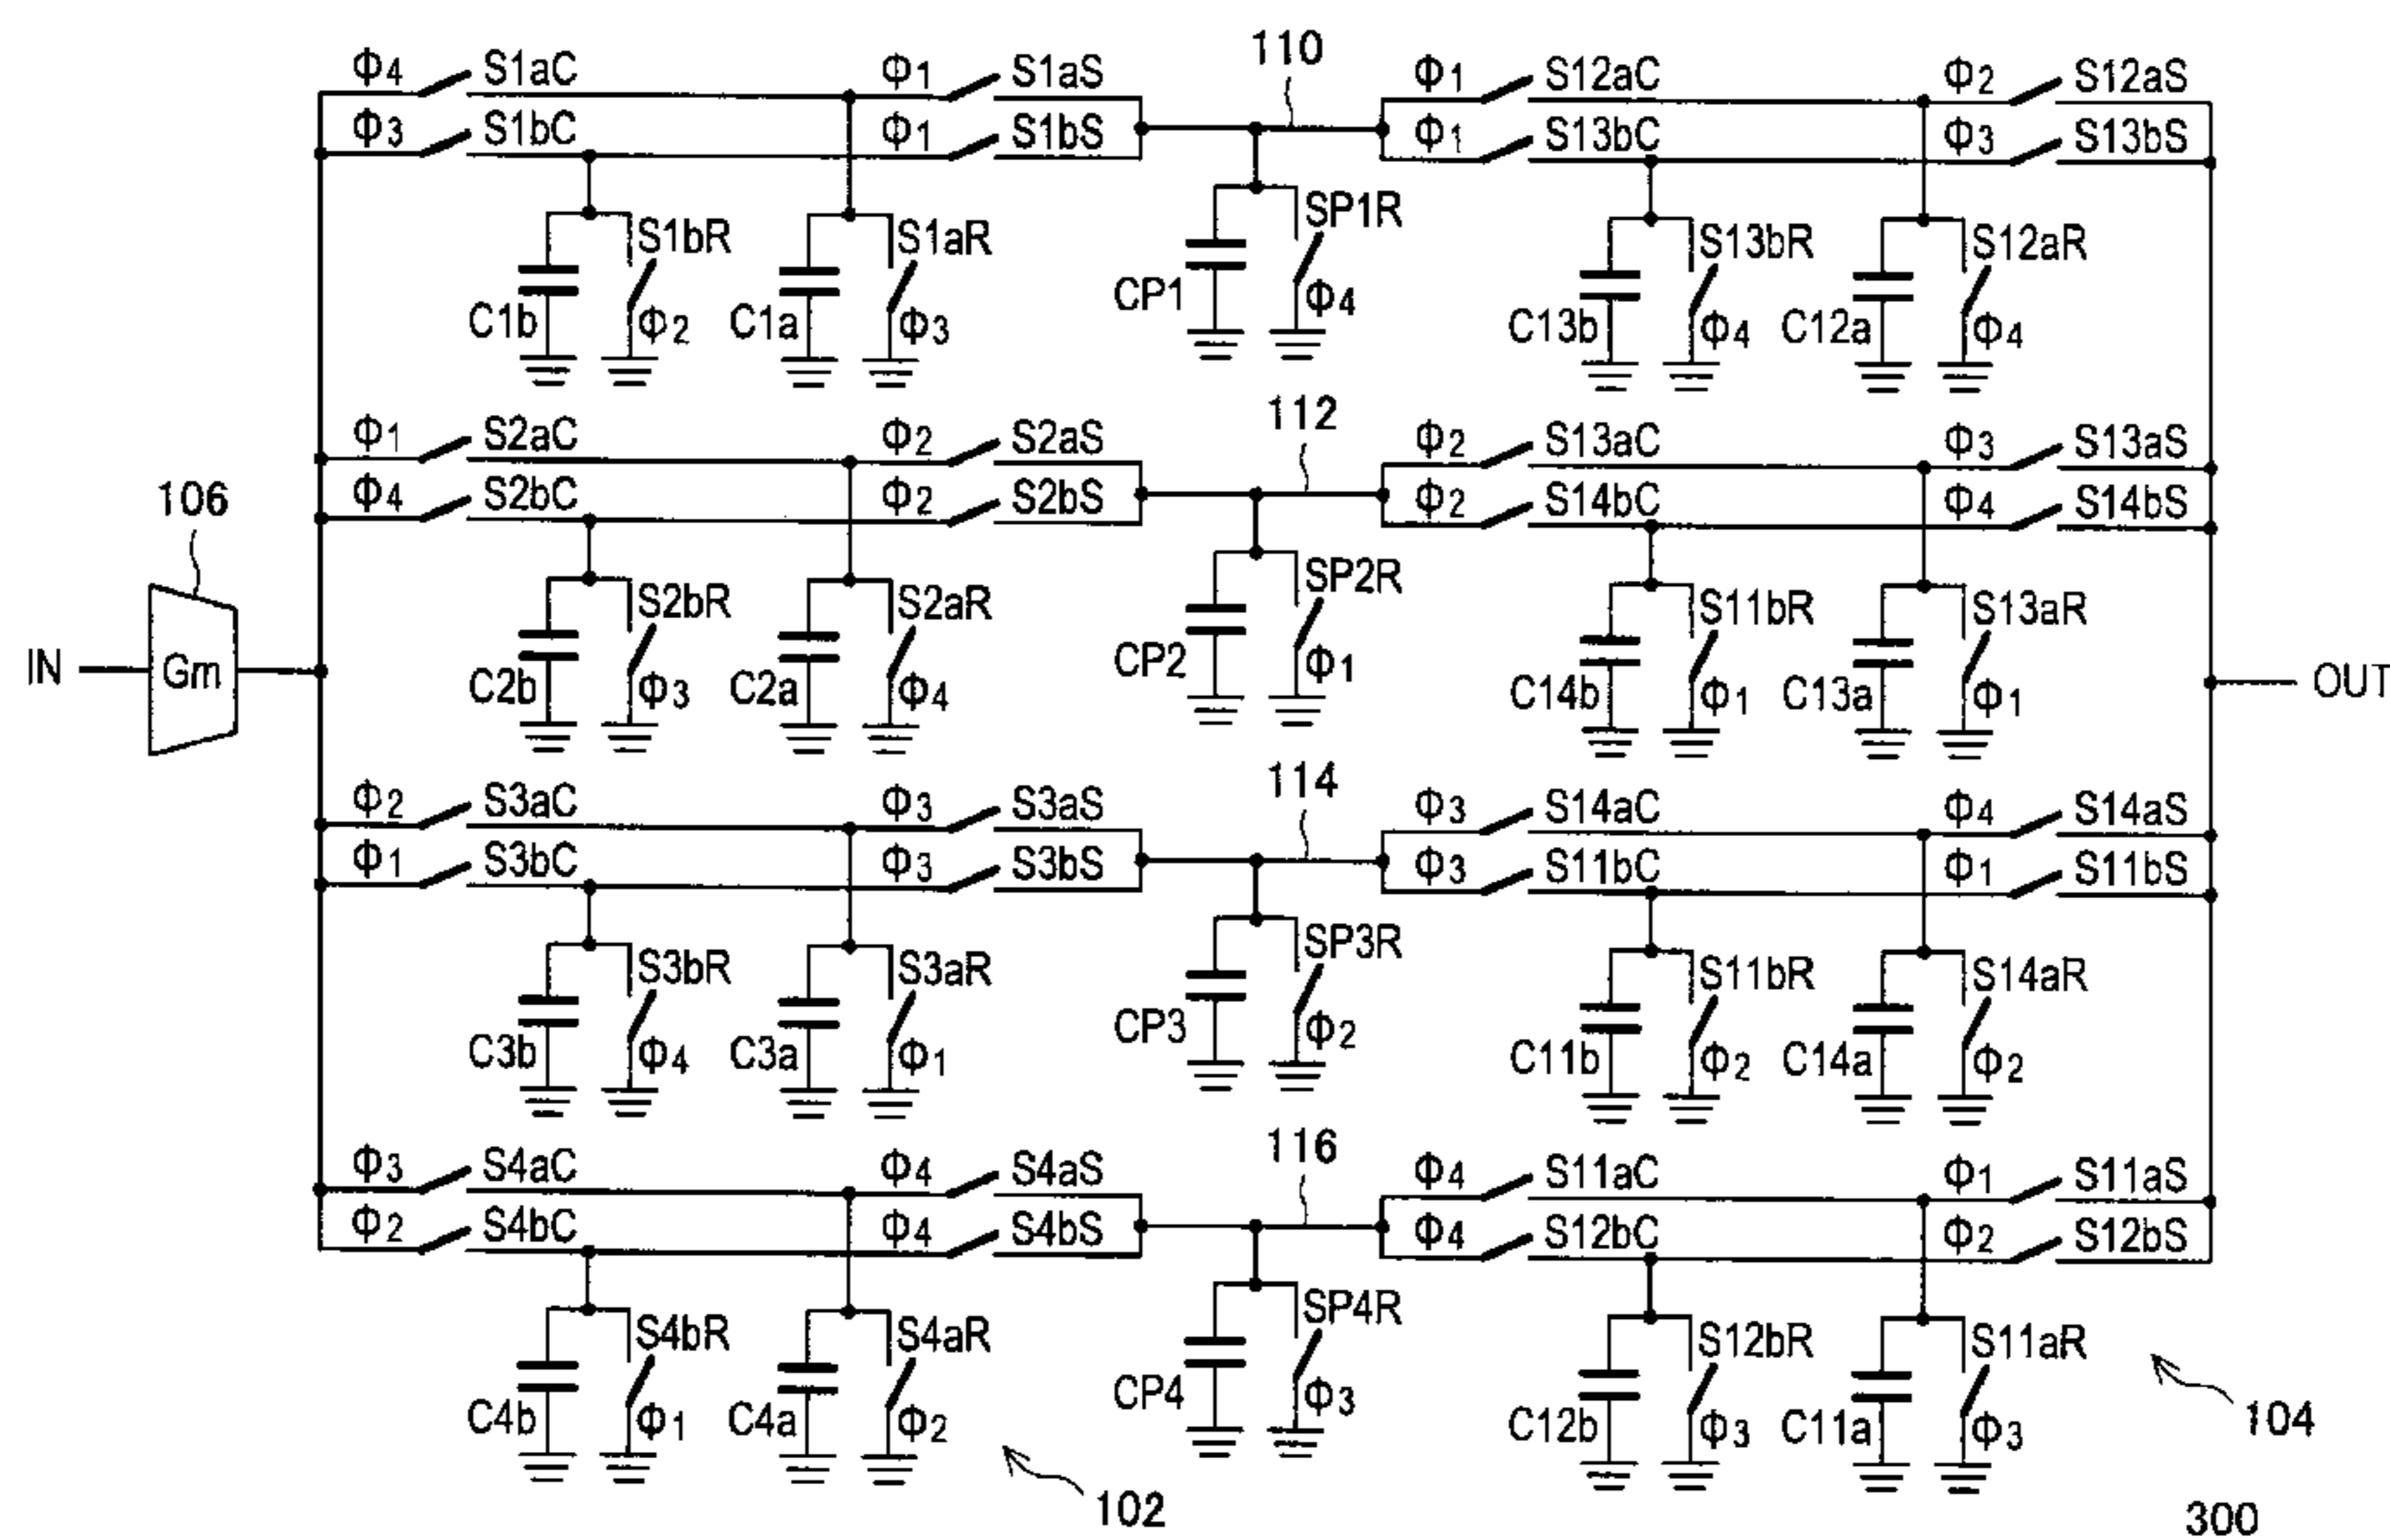 110
Φ4 S1aC Φ1 S1aS Φ1 S12aC Φ2 S12aS
Φ3 S1bC Φ1 S1bS Φ1 S13bC Φ3 S13bS
S1bR S1aR SP1R S13bR S12aR
C1b Φ2 C1a Φ3 CP1 Φ4 C13b Φ4 C12a Φ4
112
Φ1 S2aC Φ2 S2aS Φ2 S13aC Φ3 S13aS
Φ4 S2bC Φ2 S2bS Φ2 S14bC Φ4 S14bS
106
S2bR S2aR SP2R S11bR S13aR
IN Gm C2b Φ3 C2a Φ4 CP2 Φ1 C14b Φ1 C13a Φ1 OUT
114
Φ2 S3aC Φ3 S3aS Φ3 S14aC Φ4 S14aS
Φ1 S3bC Φ3 S3bS Φ3 S11bC Φ1 S11bS
S3bR S3aR SP3R S11bR S14aR
C3b Φ4 C3a Φ1 CP3 Φ2 C11b Φ2 C14a Φ2
116
Φ3 S4aC Φ4 S4aS Φ4 S11aC Φ1 S11aS
Φ2 S4bC Φ4 S4bS Φ4 S12bC Φ2 S12bS
S4bR S4aR SP4R S12bR S11aR
C4b Φ1 C4a Φ2 CP4 Φ3 C12b Φ3 C11a Φ3 104
102
300